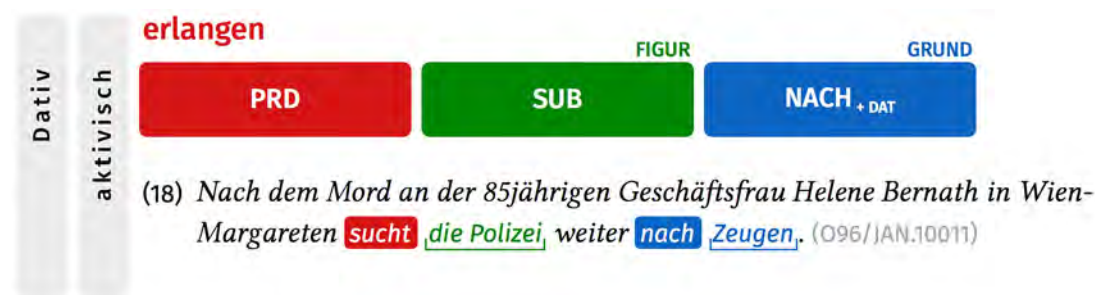 Dativ
aktivisch
erlangen
FIGUR GRUND
PRD SUB NACH + DAT
(18) Nach dem Mord an der 85jährigen Geschäftsfrau Helene Bernath in Wien-
Margareten sucht die Polizei weiter nach Zeugen. (O96/JAN.10011)